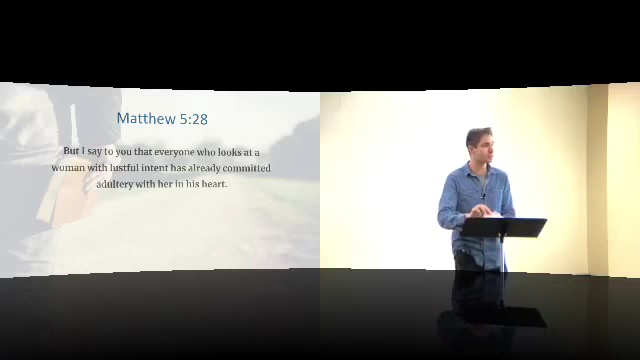 Matthew 5:28
But I say to you that everyone who looks at a
woman with lustful intent has already committed
adultery with her in his heart.